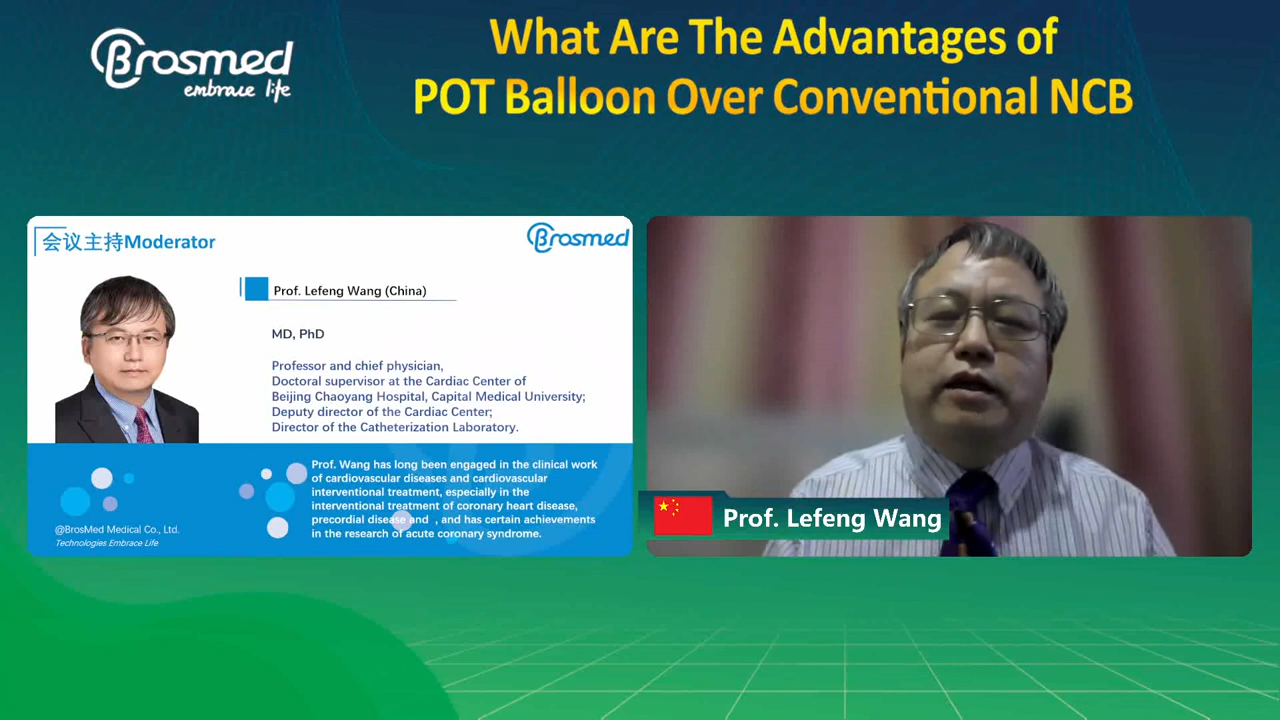 Brosmed
embrace life
What Are The Advantages of
POT Balloon Over Conventional NCB
会议主持Moderator
Brosmed
Prof. Lefeng Wang (China)
MD, PhD
Professor and chief physician,
Doctoral supervisor at the Cardiac Center of
Beijing Chaoyang Hospital, Capital Medical University;
Deputy director of the Cardiac Center;
Director of the Catheterization Laboratory.
Prof. Wang has long been engaged in the clinical work
of cardiovascular diseases and cardiovascular
interventional treatment, especially in the
interventional treatment of coronary heart disease,
precordial disease and , and has certain achievements
in the research of acute coronary syndrome.
@BrosMed Medical Co., Ltd.
Technologies Embrace Life
Prof. Lefeng Wang